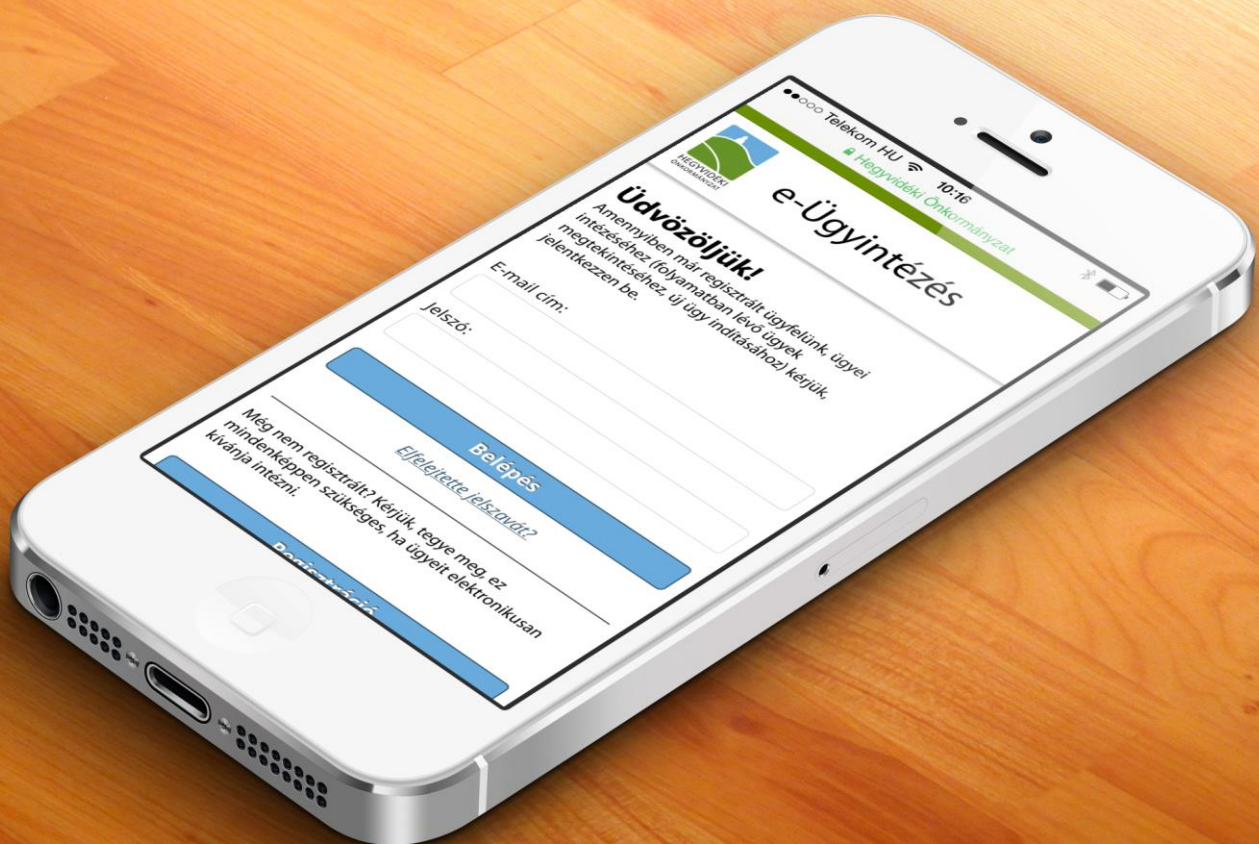 Telekom HU 10:16
Hegyvidéki Önkormányzat
HEGYVIDÉKI
ÖNKORMÁNYZAT
e-Ügyintézés
Üdvözöljük!
Amennyiben már regisztrált ügyfelünk, ügyei
intézéséhez (folyamatban lévő ügyek
megtekintéséhez, új ügy indításához) kérjük,
jelentkezzen be.
E-mail cím:
Jelszó:
Belépés
Elfelejtette jelszavát?
Még nem regisztrált? Kérjük, tegye meg, ez
mindenképpen szükséges, ha ügyeit elektronikusan
kívánja intézni.
Regisztráció